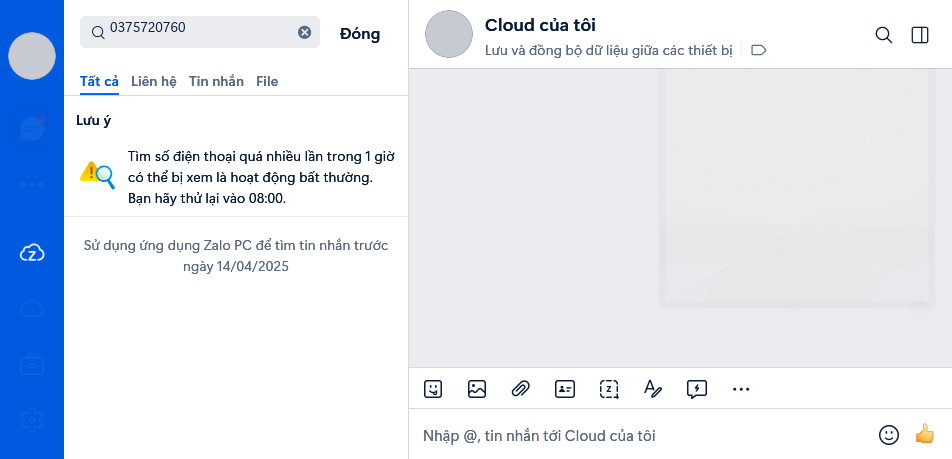 0375720760
Đóng
Tất cả Liên hệ Tin nhắn File
Lưu ý
Tìm số điện thoại quá nhiều lần trong 1 giờ
có thể bị xem là hoạt động bất thường.
Bạn hãy thử lại vào 08:00.
Sử dụng ứng dụng Zalo PC để tìm tin nhắn trước
ngày 14/04/2025
Cloud của tôi
Lưu và đồng bộ dữ liệu giữa các thiết bị
Nhập @, tin nhắn tới Cloud của tôi